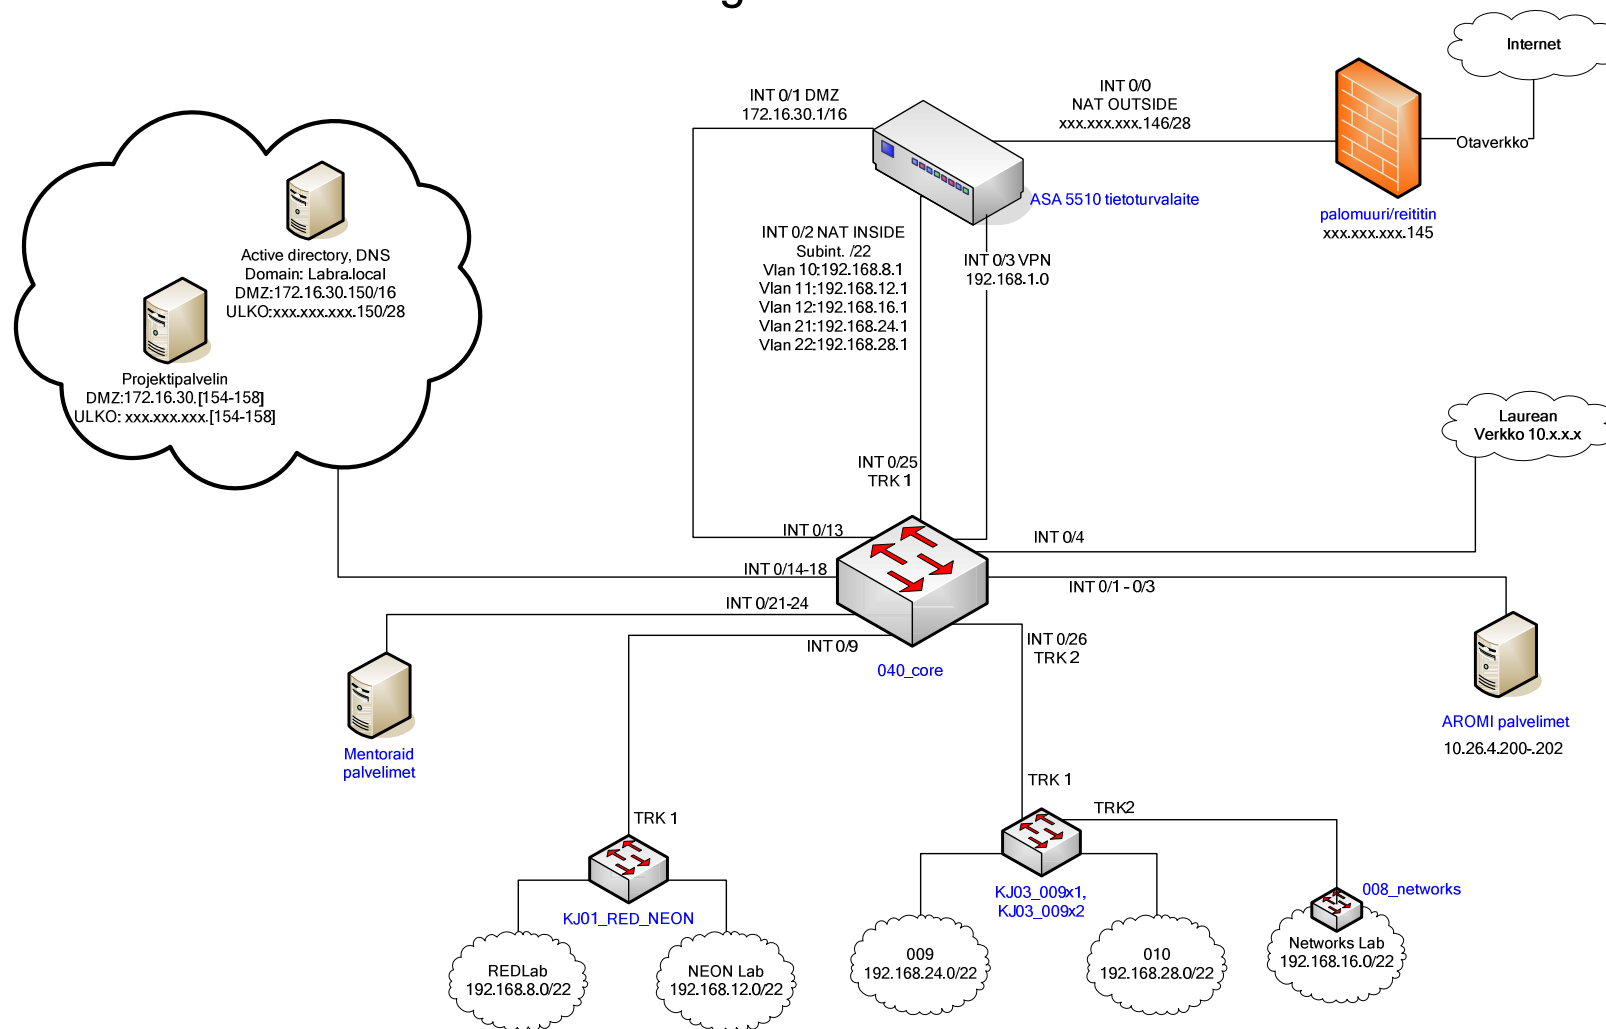 g
Internet
INT 0/1 DMZ
172.16.30.1/16
INT 0/0
NAT OUTSIDE
xxx.xxx.xxx.146/28
Otaverkko
ASA 5510 tietoturvalaite
palomuuri/reititin
xxx.xxx.xxx.145
INT 0/2 NAT INSIDE
Subint. /22
Vlan 10:192.168.8.1
Vlan 11:192.168.12.1
Vlan 12:192.168.16.1
Vlan 21:192.168.24.1
Vlan 22:192.168.28.1
INT 0/3 VPN
192.168.1.0
Active directory, DNS
Domain: Labra.local
DMZ:172.16.30.150/16
ULKO:xxx.xxx.xxx.150/28
Projektipalvelin
DMZ:172.16.30.[154-158]
ULKO: xxx.xxx.xxx.[154-158]
Laurean
Verkko 10.x.x.x
INT 0/25
TRK 1
INT 0/13
INT 0/4
INT 0/14-18
INT 0/1 - 0/3
INT 0/21-24
INT 0/9
INT 0/26
TRK 2
040_core
Mentoraid
palvelimet
AROMI palvelimet
10.26.4.200-.202
TRK 1
TRK 1
TRK2
KJ01_RED_NEON
KJ03_009x1,
KJ03_009x2
008_networks
REDLab
192.168.8.0/22
NEON Lab
192.168.12.0/22
009
192.168.24.0/22
010
192.168.28.0/22
Networks Lab
192.168.16.0/22